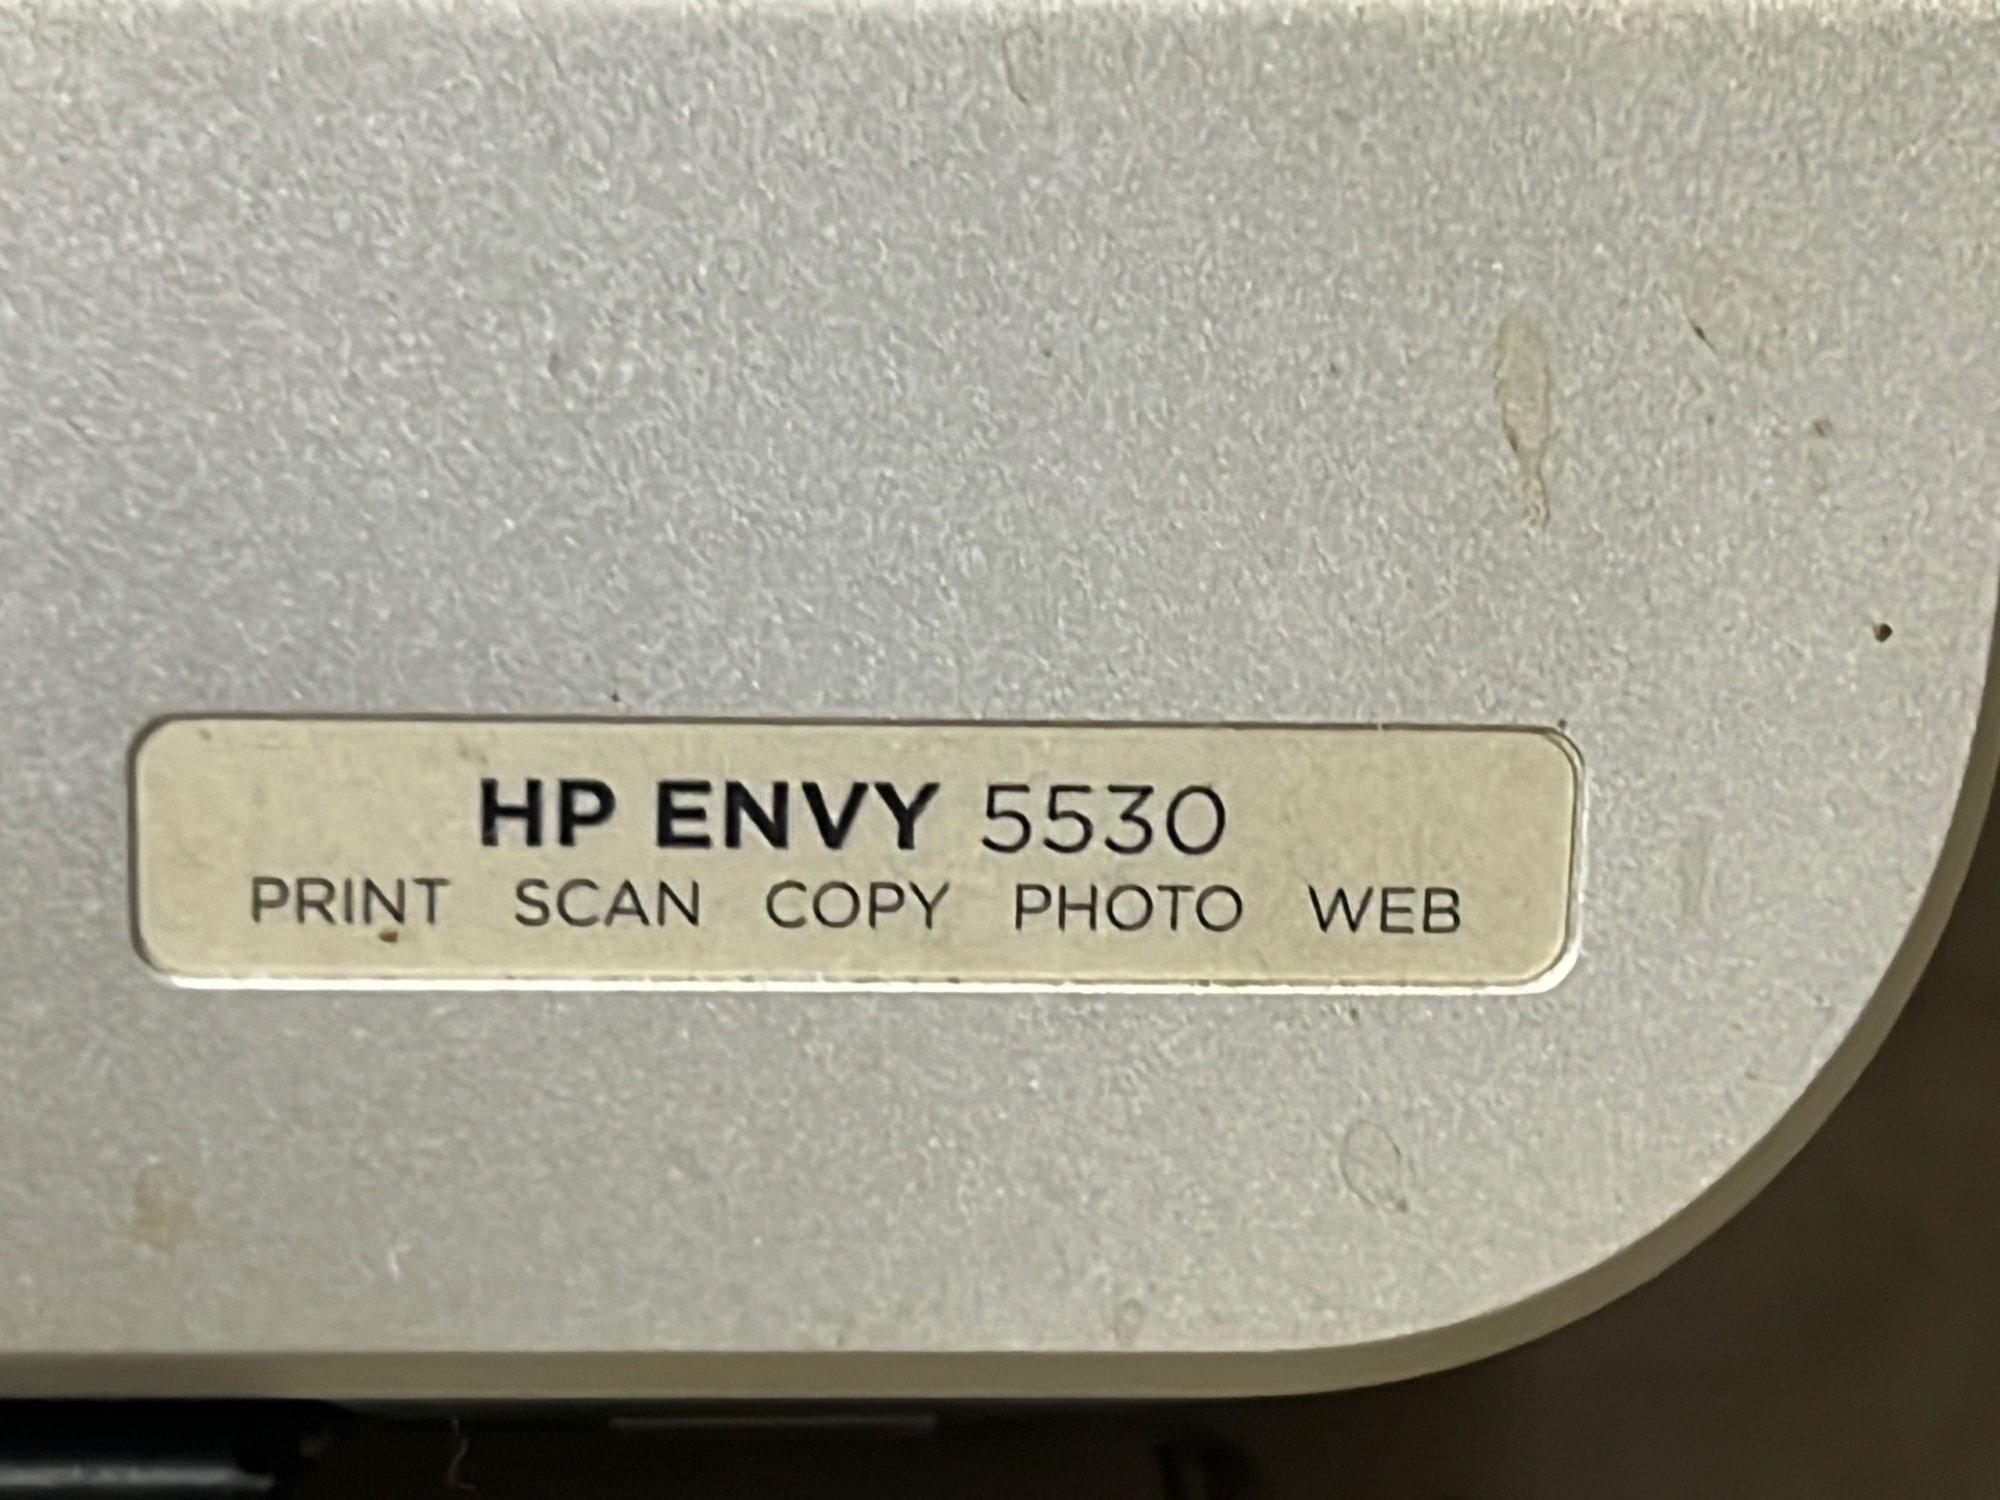 HP ENVY 5530
PRINT SCAN COPY PHOTO WEB